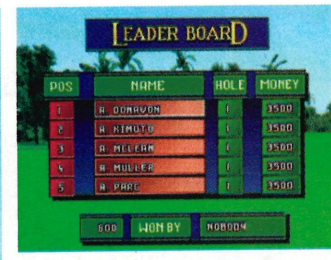 LEADER BOARD
POS NAME HOLE MONEY
1 A. DONAVON 1 3500
2 A. KIMOTO 1 3500
3 A. MCLEAN 1 3500
4 A. MULLER 1 3500
5 A. PARC 1 3500
WON BY NOBODY